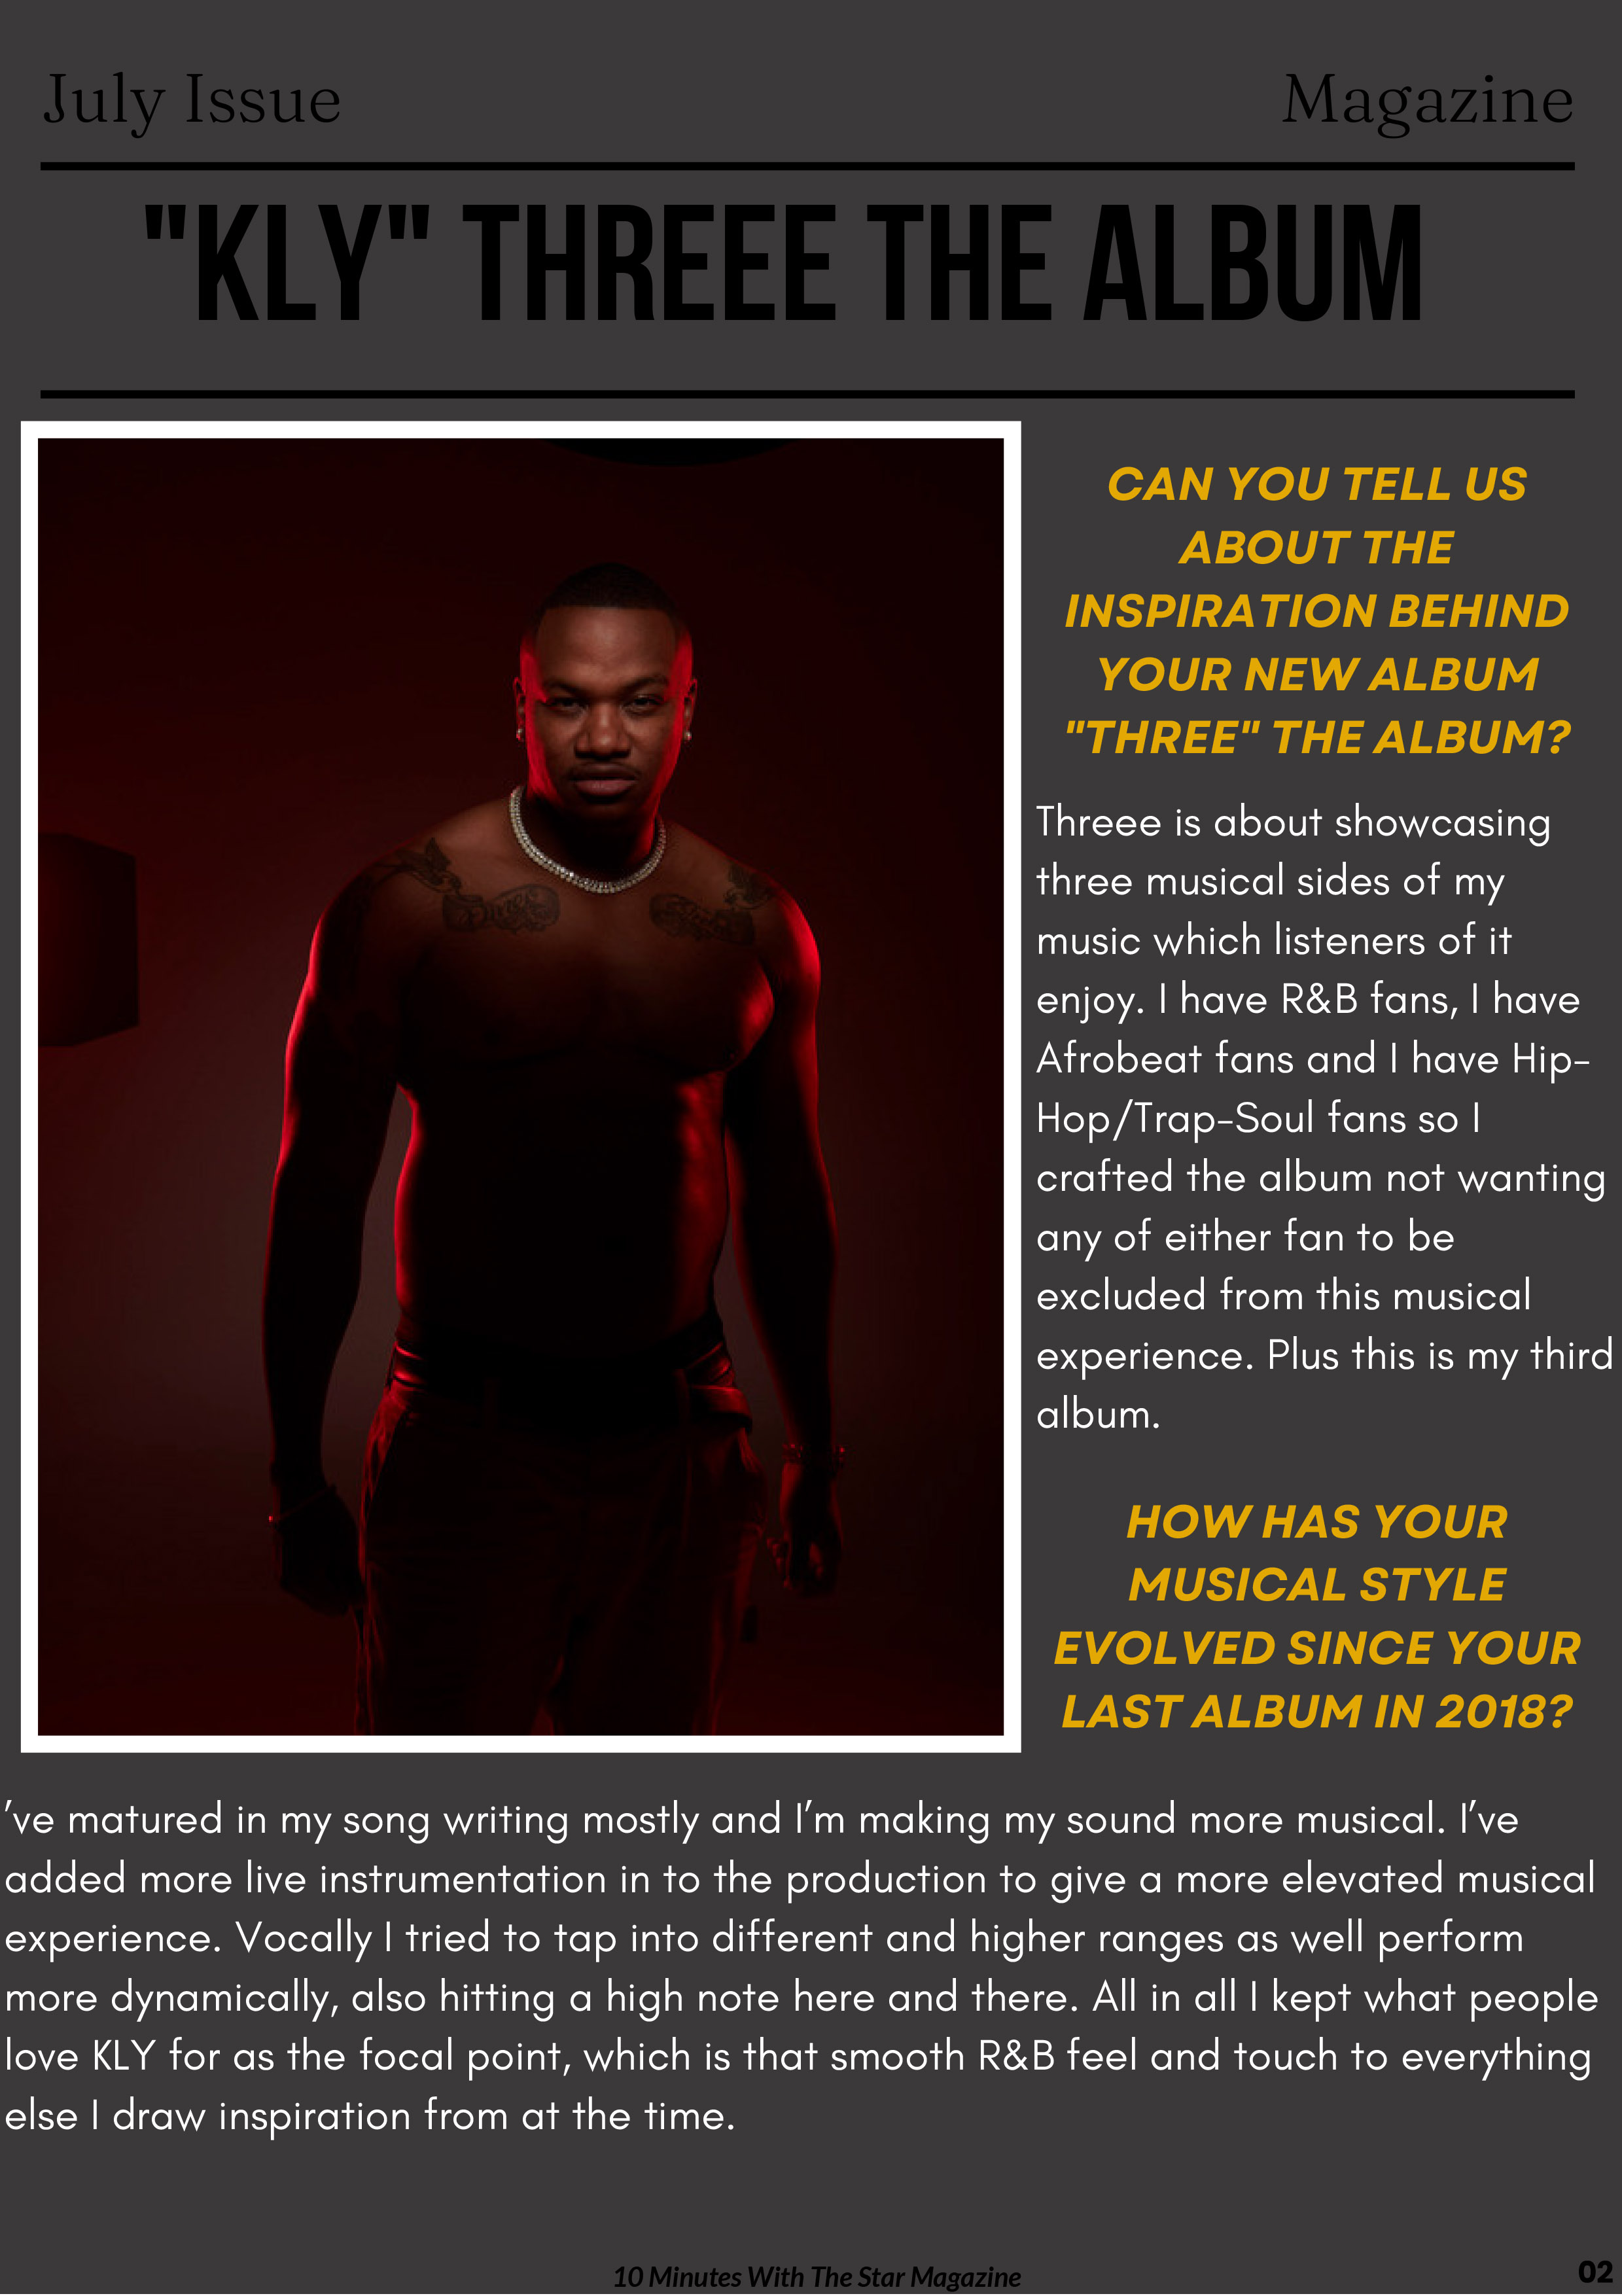 July Issue
Magazine
"KLY" THREEE THE ALBUM
CAN YOU TELL US
ABOUT THE
INSPIRATION BEHIND
YOUR NEW ALBUM
"THREE" THE ALBUM?
Threee is about showcasing
three musical sides of my
music which listeners of it
enjoy. I have R&B fans, I have
Afrobeat fans and I have Hip-
Hop/Trap-Soul fans so I
crafted the album not wanting
any of either fan to be
excluded from this musical
experience. Plus this is my third
album.
HOW HAS YOUR
MUSICAL STYLE
EVOLVED SINCE YOUR
LAST ALBUM IN 2018?
’ve matured in my song writing mostly and I’m making my sound more musical. I’ve
added more live instrumentation in to the production to give a more elevated musical
experience. Vocally I tried to tap into different and higher ranges as well perform
more dynamically, also hitting a high note here and there. All in all I kept what people
love KLY for as the focal point, which is that smooth R&B feel and touch to everything
else I draw inspiration from at the time.
10 Minutes With The Star Magazine
02